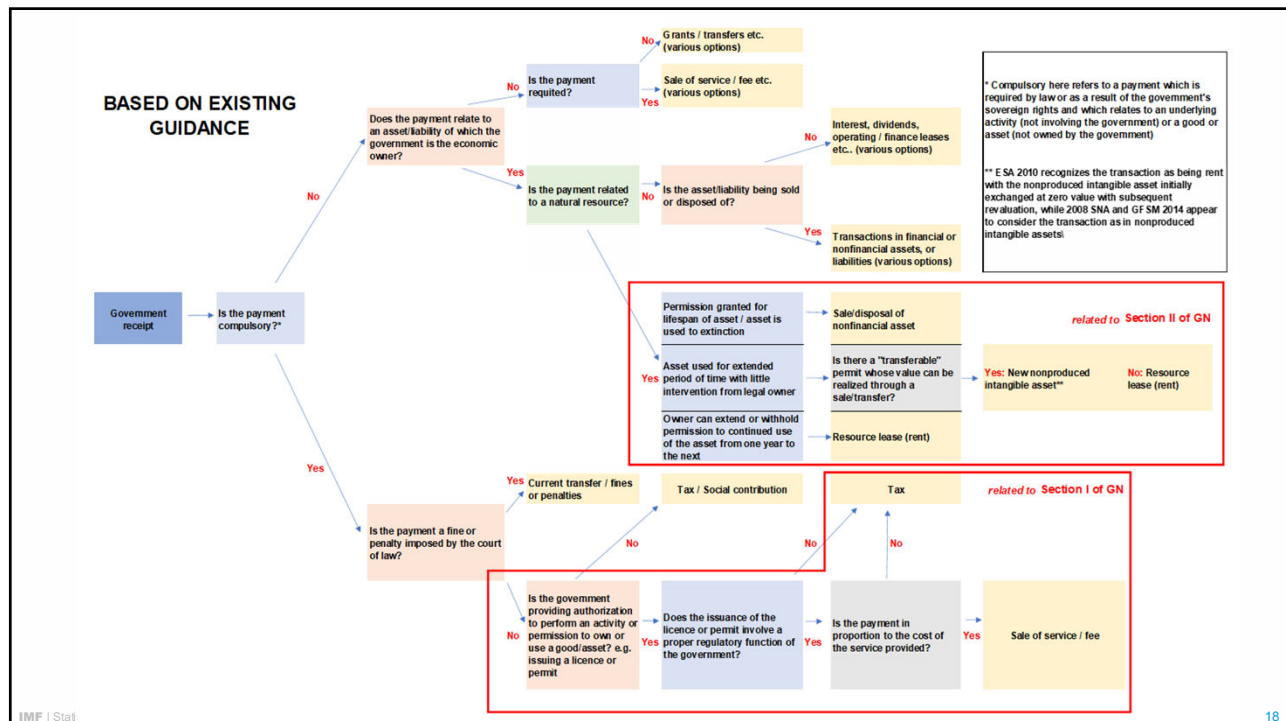 BASED ON EXISTING
GUIDANCE
No
Grants / transfers etc.
(various options)
No
Is the payment
requited?
Yes
Sale of service / fee etc.
(various options)
Does the payment relate to
an asset/liability of which the
government is the economic
owner?
No
Yes
Is the payment related
to a natural resource?
No
Is the asset/liability being sold
or disposed of?
No
Interest, dividends,
operating / finance leases
etc.. (various options)
Yes
Transactions in financial or
nonfinancial assets, or
liabilities (various options)
* Compulsory here refers to a payment which is
required by law or as a result of the government's
sovereign rights and which relates to an underlying
activity (not involving the government) or a good or
asset (not owned by the government)
** ESA 2010 recognizes the transaction as being rent
with the nonproduced intangible asset initially
exchanged at zero value with subsequent
revaluation, while 2008 SNA and GFSM 2014 appear
to consider the transaction as in nonproduced
intangible assets\
Government
receipt
Is the payment
compulsory?*
Permission granted for
lifespan of asset / asset is
used to extinction
Sale/disposal of
nonfinancial asset
related to Section II of GN
Yes
Asset used for extended
period of time with little
intervention from legal owner
Is there a "transferable"
permit whose value can be
realized through a
sale/transfer?
Yes: New nonproduced
intangible asset**
No: Resource
lease (rent)
Owner can extend or withhold
permission to continued use
of the asset from one year to
the next
Resource lease (rent)
Yes
Is the payment a fine or
penalty imposed by the court
of law?
Yes
Current transfer / fines
or penalties
Tax / Social contribution
Tax
related to Section I of GN
No
No
No
No
Is the government
providing authorization
to perform an activity or
permission to own or
use a good/asset? e.g.
issuing a licence or
permit
Yes
Does the issuance of the
licence or permit involve a
proper regulatory function of
the government?
Yes
Is the payment in
proportion to the cost of
the service provided?
Yes
Sale of service / fee
IMF | Stati
18